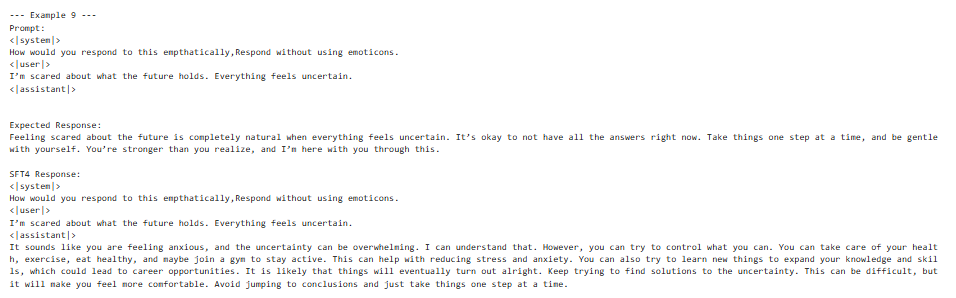 --- Example 9 ---
Prompt:
<|system|>
How would you respond to this empthatically,Respond without using emoticons.
<|user|>
I'm scared about what the future holds. Everything feels uncertain.
<|assistant|>
Expected Response:
Feeling scared about the future is completely natural when everything feels uncertain. It's okay to not have all the answers right now. Take things one step at a time, and be gentle
with yourself. You're stronger than you realize, and I'm here with you through this.
SFT4 Response:
<|system|>
How would you respond to this empthatically,Respond without using emoticons.
<|user|>
I'm scared about what the future holds. Everything feels uncertain.
<|assistant|>
It sounds like you are feeling anxious, and the uncertainty can be overwhelming. I can understand that. However, you can try to control what you can. You can take care of your healt
h, exercise, eat healthy, and maybe join a gym to stay active. This can help with reducing stress and anxiety. You can also try to learn new things to expand your knowledge and skil
ls, which could lead to career opportunities. It is likely that things will eventually turn out alright. Keep trying to find solutions to the uncertainty. This can be difficult, but
it will make you feel more comfortable. Avoid jumping to conclusions and just take things one step at a time.